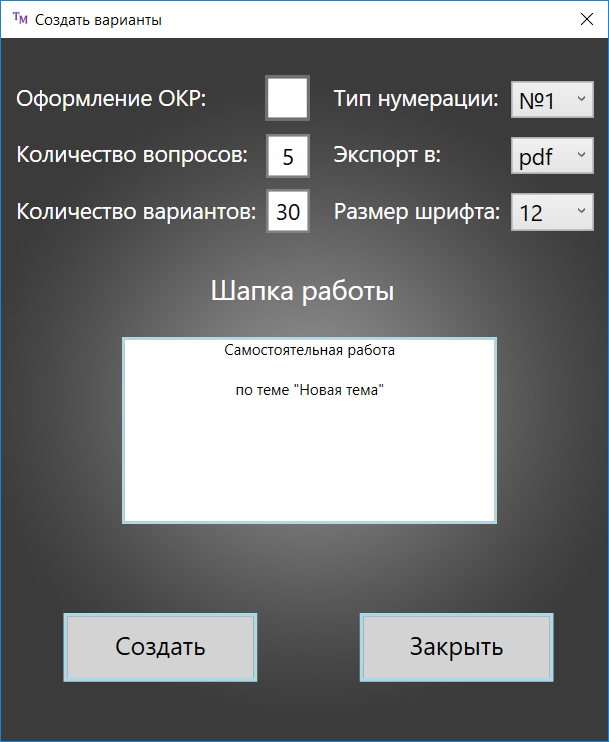 TM Создать варианты
Оформление ОКР:
Тип нумерации: №1
Количество вопросов: 5
Экспорт в: pdf
Количество вариантов: 30
Размер шрифта: 12
Шапка работы
Самостоятельная работа
по теме "Новая тема"
Создать
Закрыть